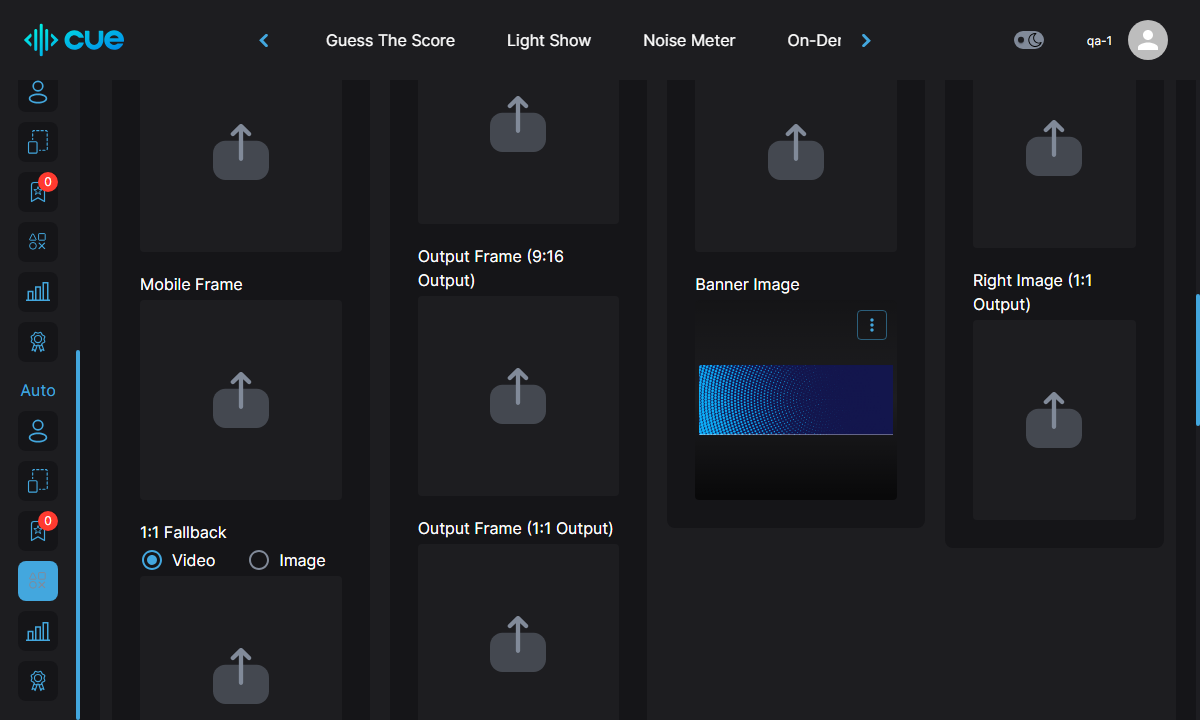 cue
Guess The Score
Light Show
Noise Meter
On-Der
qa-1
0
Auto
0
Mobile Frame
1:1 Fallback
Video
Image
Output Frame (9:16
Output)
Output Frame (1:1 Output)
Banner Image
Right Image (1:1
Output)